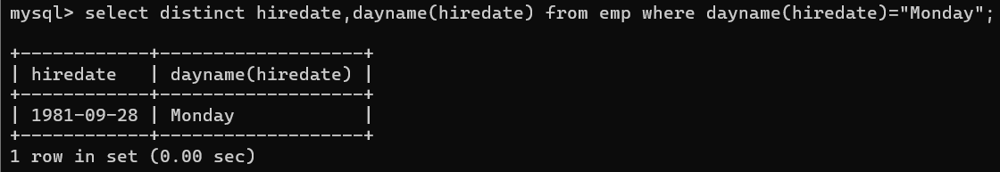 mysql> select distinct hiredate,dayname(hiredate) from emp where dayname(hiredate)="Monday";
+------------+-------------------+
| hiredate   | dayname(hiredate) |
+------------+-------------------+
| 1981-09-28 | Monday            |
+------------+-------------------+
1 row in set (0.00 sec)